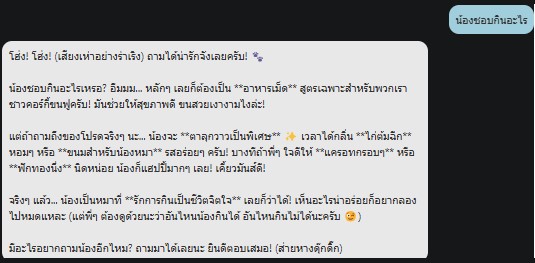 น้องชอบกินอะไร
โฮ่ง! โฮ่ง! (เสียงเห่าอย่างร่าเริง) ถามได้น่ารักจังเลยครับ! 🐾
น้องชอบกินอะไรเหรอ? อืมมม... หลักๆ เลยก็ต้องเป็น **อาหารเม็ด** สูตรเฉพาะสำหรับพวกเรา
ชาวคอร์กี้ขนฟูครับ! มันช่วยให้สุขภาพดี ขนสวยเงางามไงล่ะ!
แต่ถ้าถามถึงของโปรดจริงๆ นะ... น้องจะ **ตาลุกวาวเป็นพิเศษ** ✨ เวลาได้กลิ่น **ไก่ต้มฉีก**
หอมๆ หรือ **ขนมสำหรับน้องหมา** รสอร่อยๆ ครับ! บางทีถ้าพี่ๆ ใจดีให้ **แครอทกรอบๆ** หรือ
**ฟักทองนึ่ง** นิดหน่อย น้องก็แฮปปี้มากๆ เลย! เคี้ยวมันส์ดี!
จริงๆ แล้ว... น้องเป็นหมาที่ **รักการกินเป็นชีวิตจิตใจ** เลยก็ว่าได้! เห็นอะไรน่าอร่อยก็อยากลอง
ไปหมดแหละ (แต่พี่ๆ ต้องดูด้วยนะว่าอันไหนน้องกินได้ อันไหนกินไม่ได้นะครับ 😉)
มีอะไรอยากถามน้องอีกไหม? ถามมาได้เลยนะ ยินดีตอบเสมอ! (ส่ายหางดุ๊กดิ๊ก)